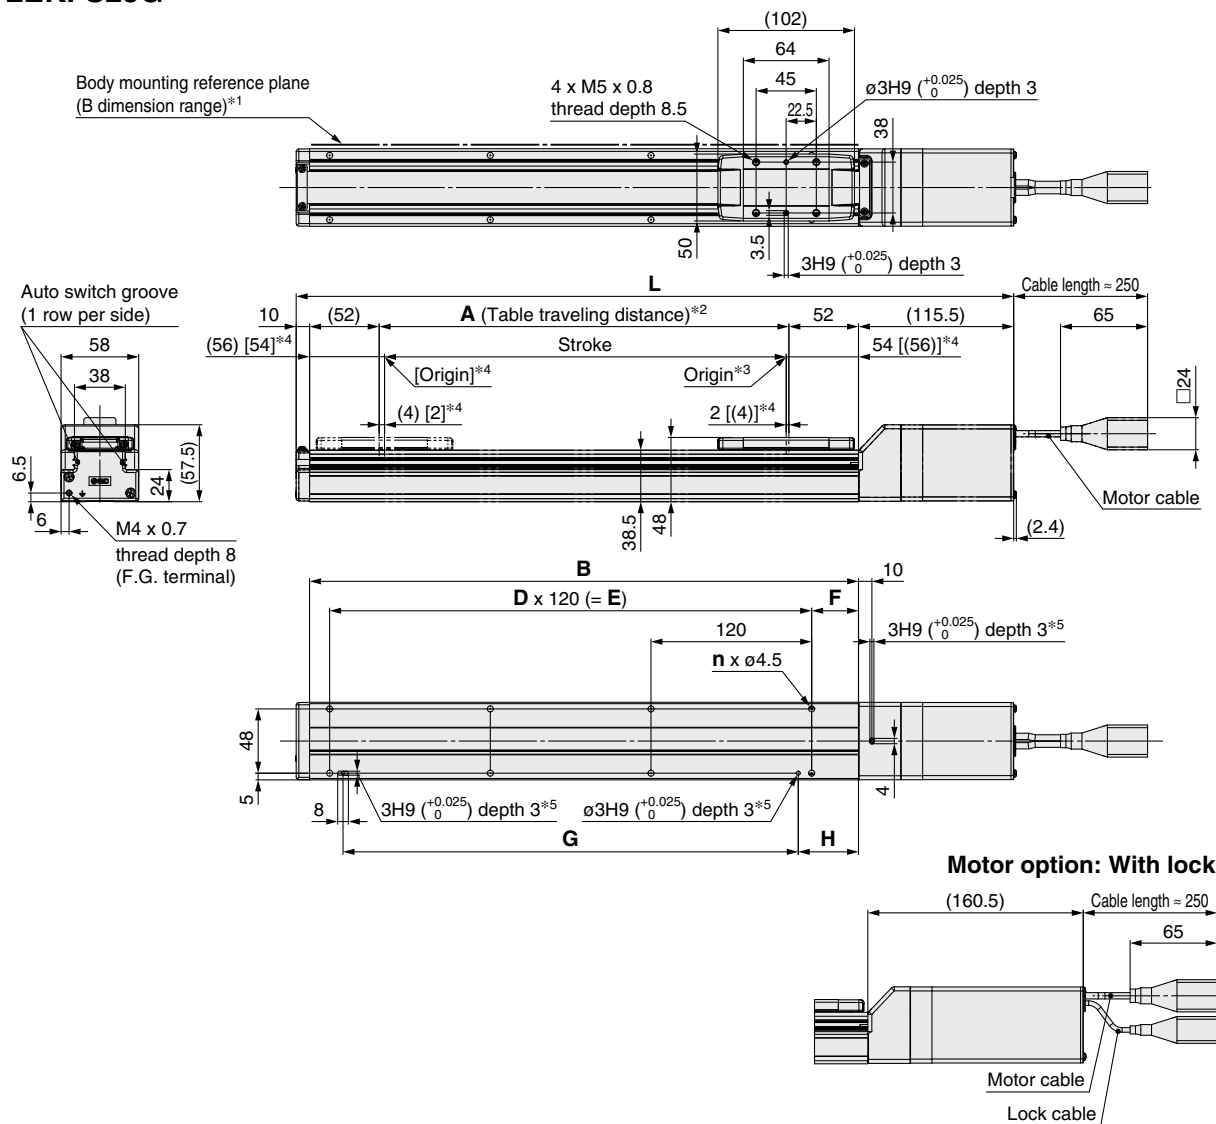 (102)
64
45
22.5
Body mounting reference plane
(B dimension range)*1
4 x M5 x 0.8
thread depth 8.5
ø3H9 (+0.025 0) depth 3
38
50
3.5
3H9 (+0.025 0) depth 3
Auto switch groove
(1 row per side)
58
38
6.5
6
24
(57.5)
M4 x 0.7
thread depth 8
(F.G. terminal)
L
Cable length ≈ 250
10
(52)
A (Table traveling distance)*2
52
(115.5)
65
(56) [54]*4
Stroke
54 [(56)]*4
[Origin]*4
Origin*3
(4) [2]*4
2 [(4)]*4
□24
38.5
48
Motor cable
(2.4)
B
10
D x 120 (= E)
F
120
3H9 (+0.025 0) depth 3*5
n x ø4.5
48
5
4
8
3H9 (+0.025 0) depth 3*5
ø3H9 (+0.025 0) depth 3*5
G
H
Motor option: With lock
(160.5)
Cable length ≈ 250
65
Motor cable
Lock cable